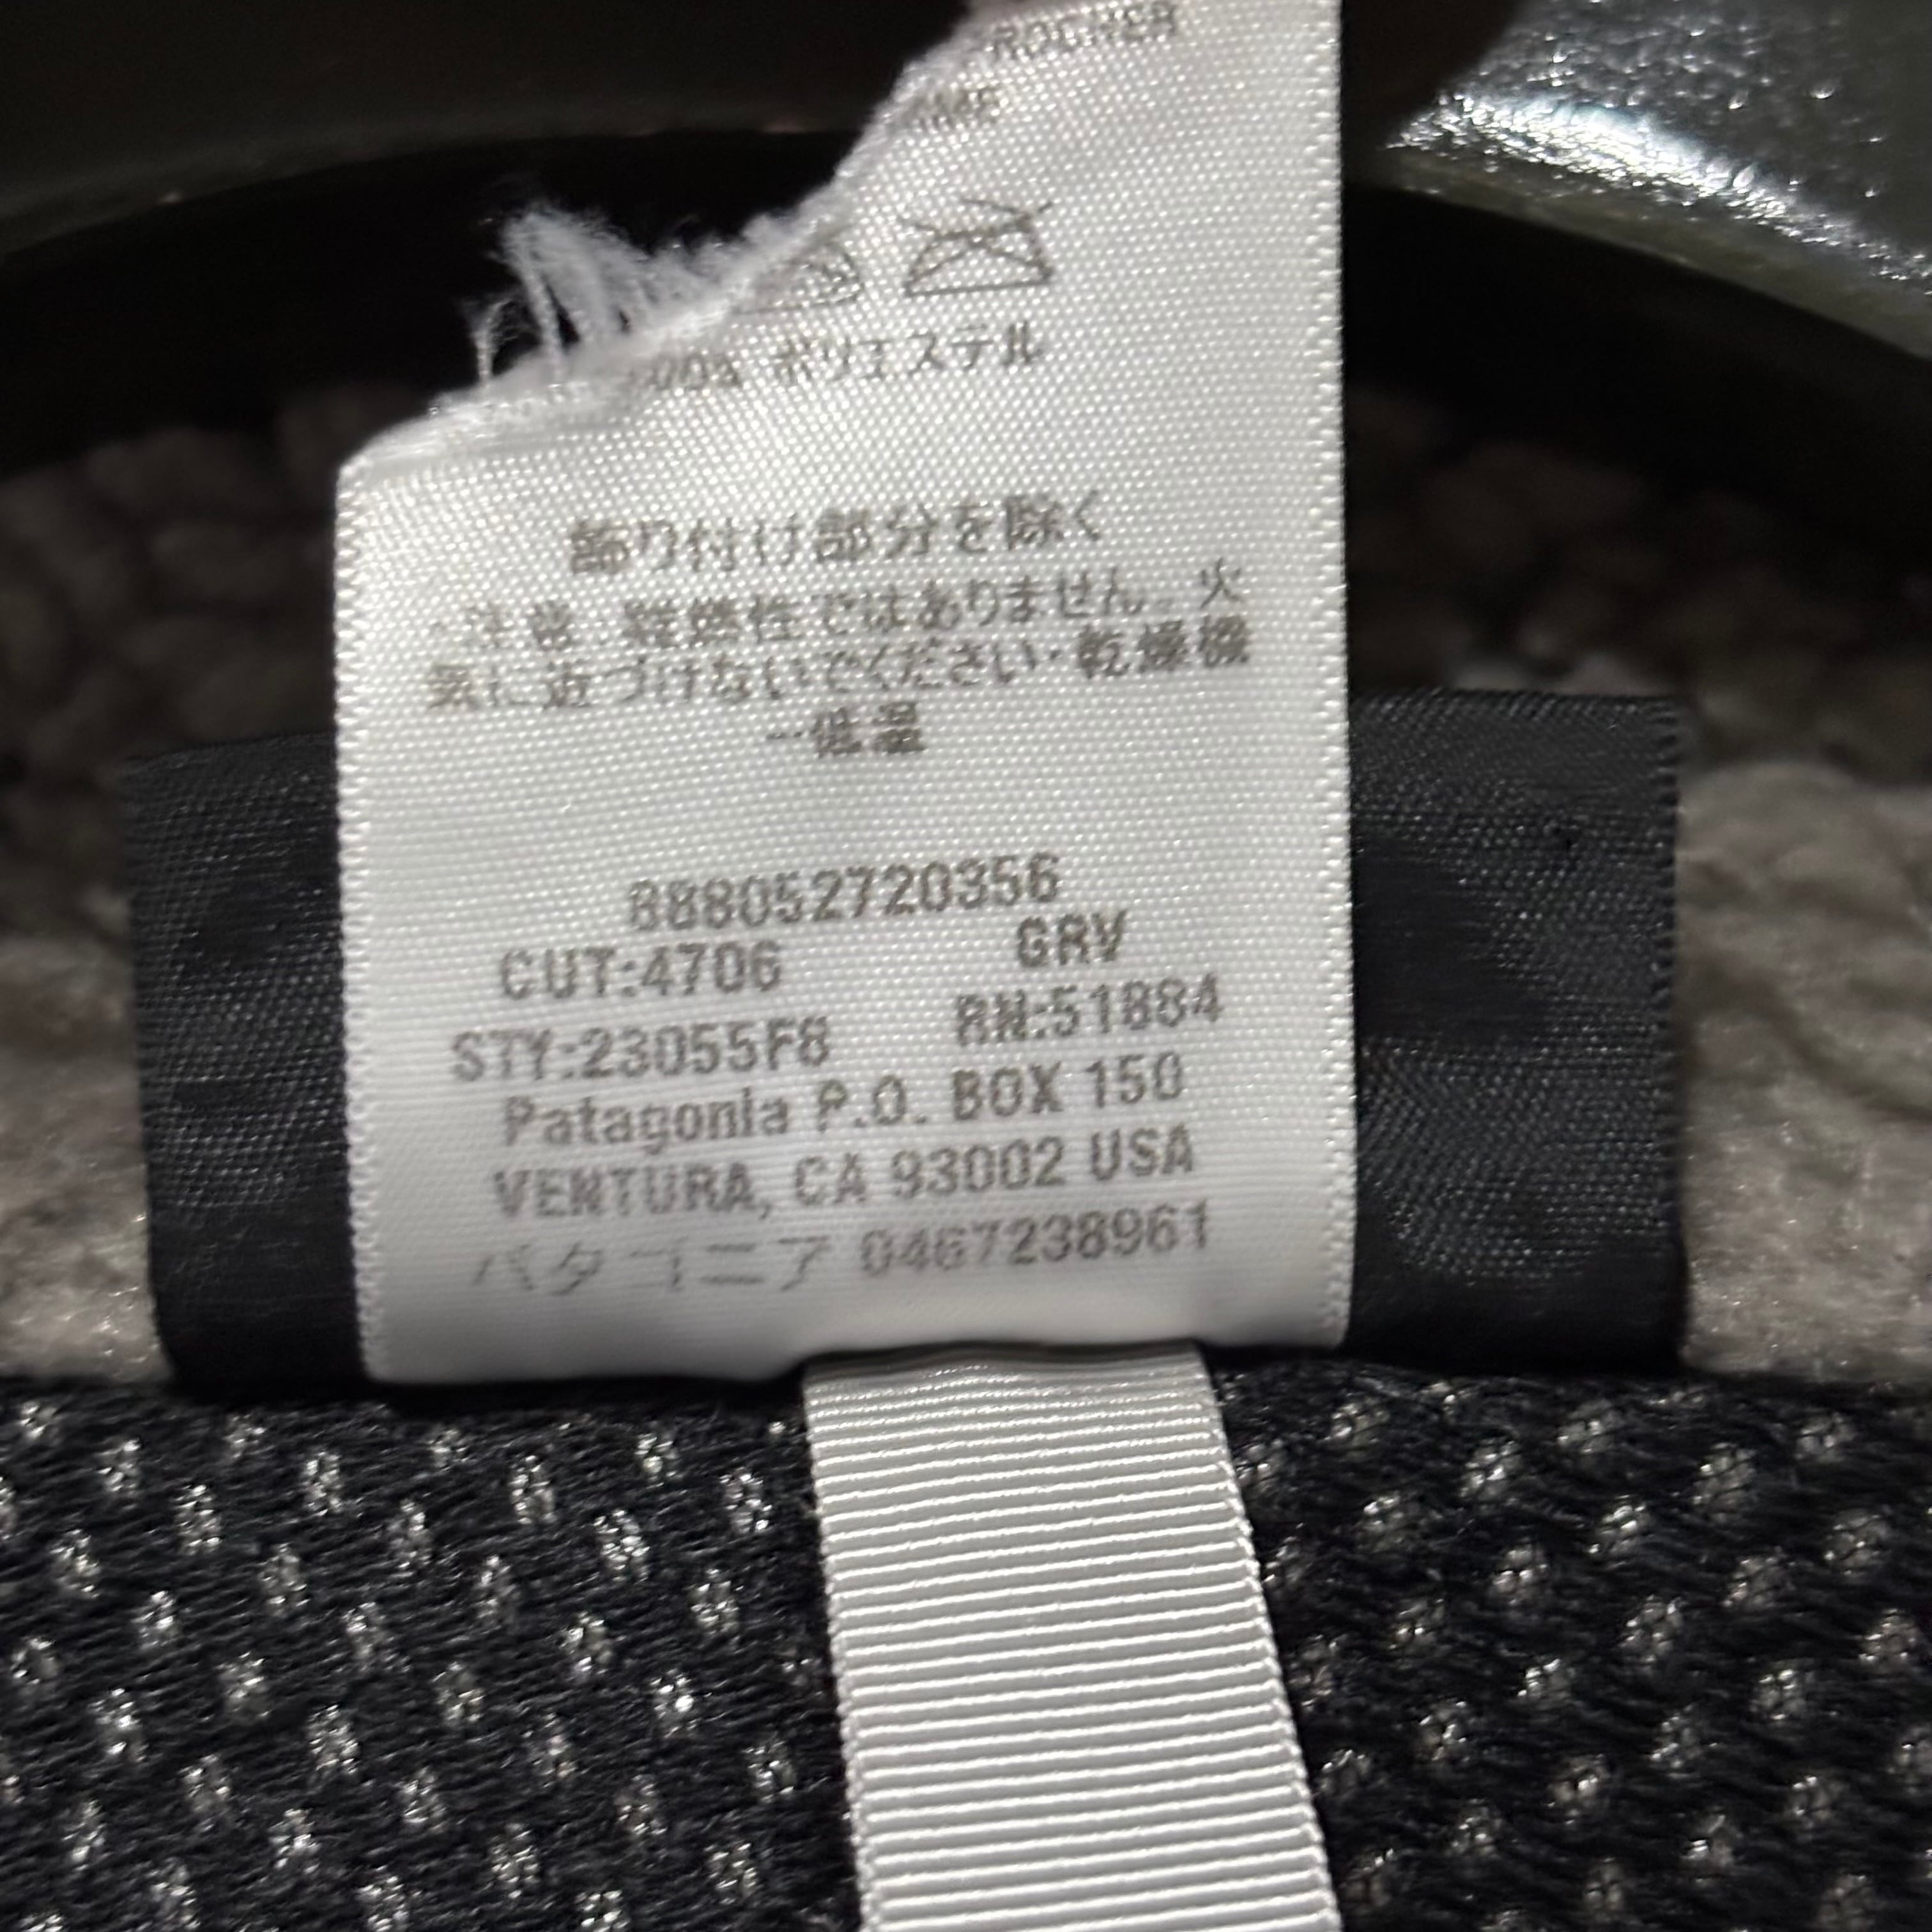 ポリエステル
飾り付け部分を除く
注意:難燃性ではありません。火
気に近づけないでください・乾燥機
--低温
888052720356
CUT:4706 GRV
STY:23055F8 RN:51884
Patagonia P.O. BOX 150
VENTURA, CA 93002 USA
パタゴニア 0467238961